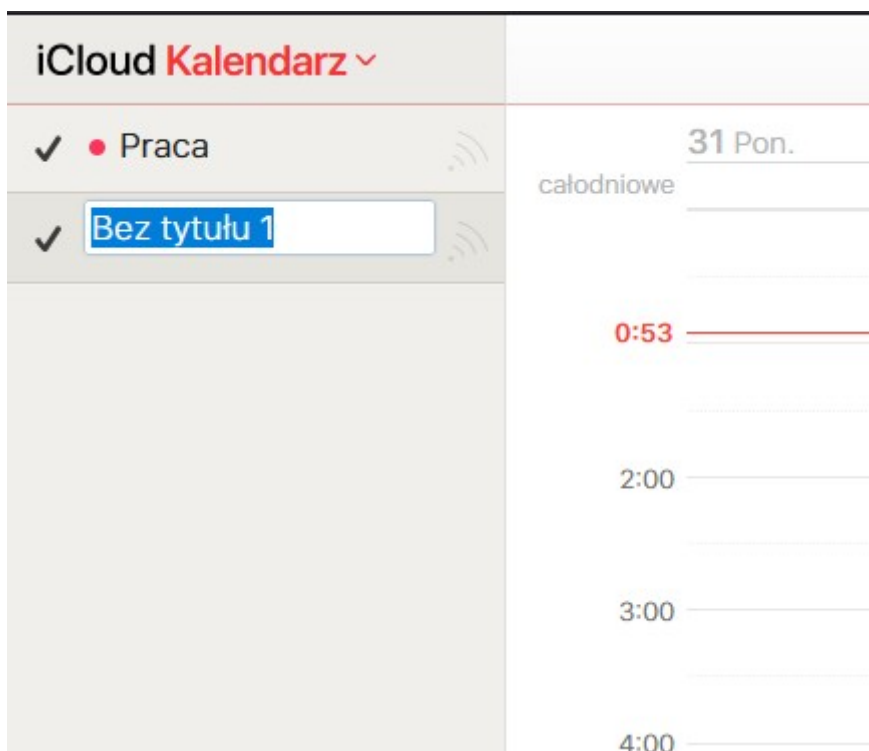 iCloud Kalendarz
Praca
Bez tytułu 1
31 Pon.
całodniowe
0:53
2:00
3:00
4:00